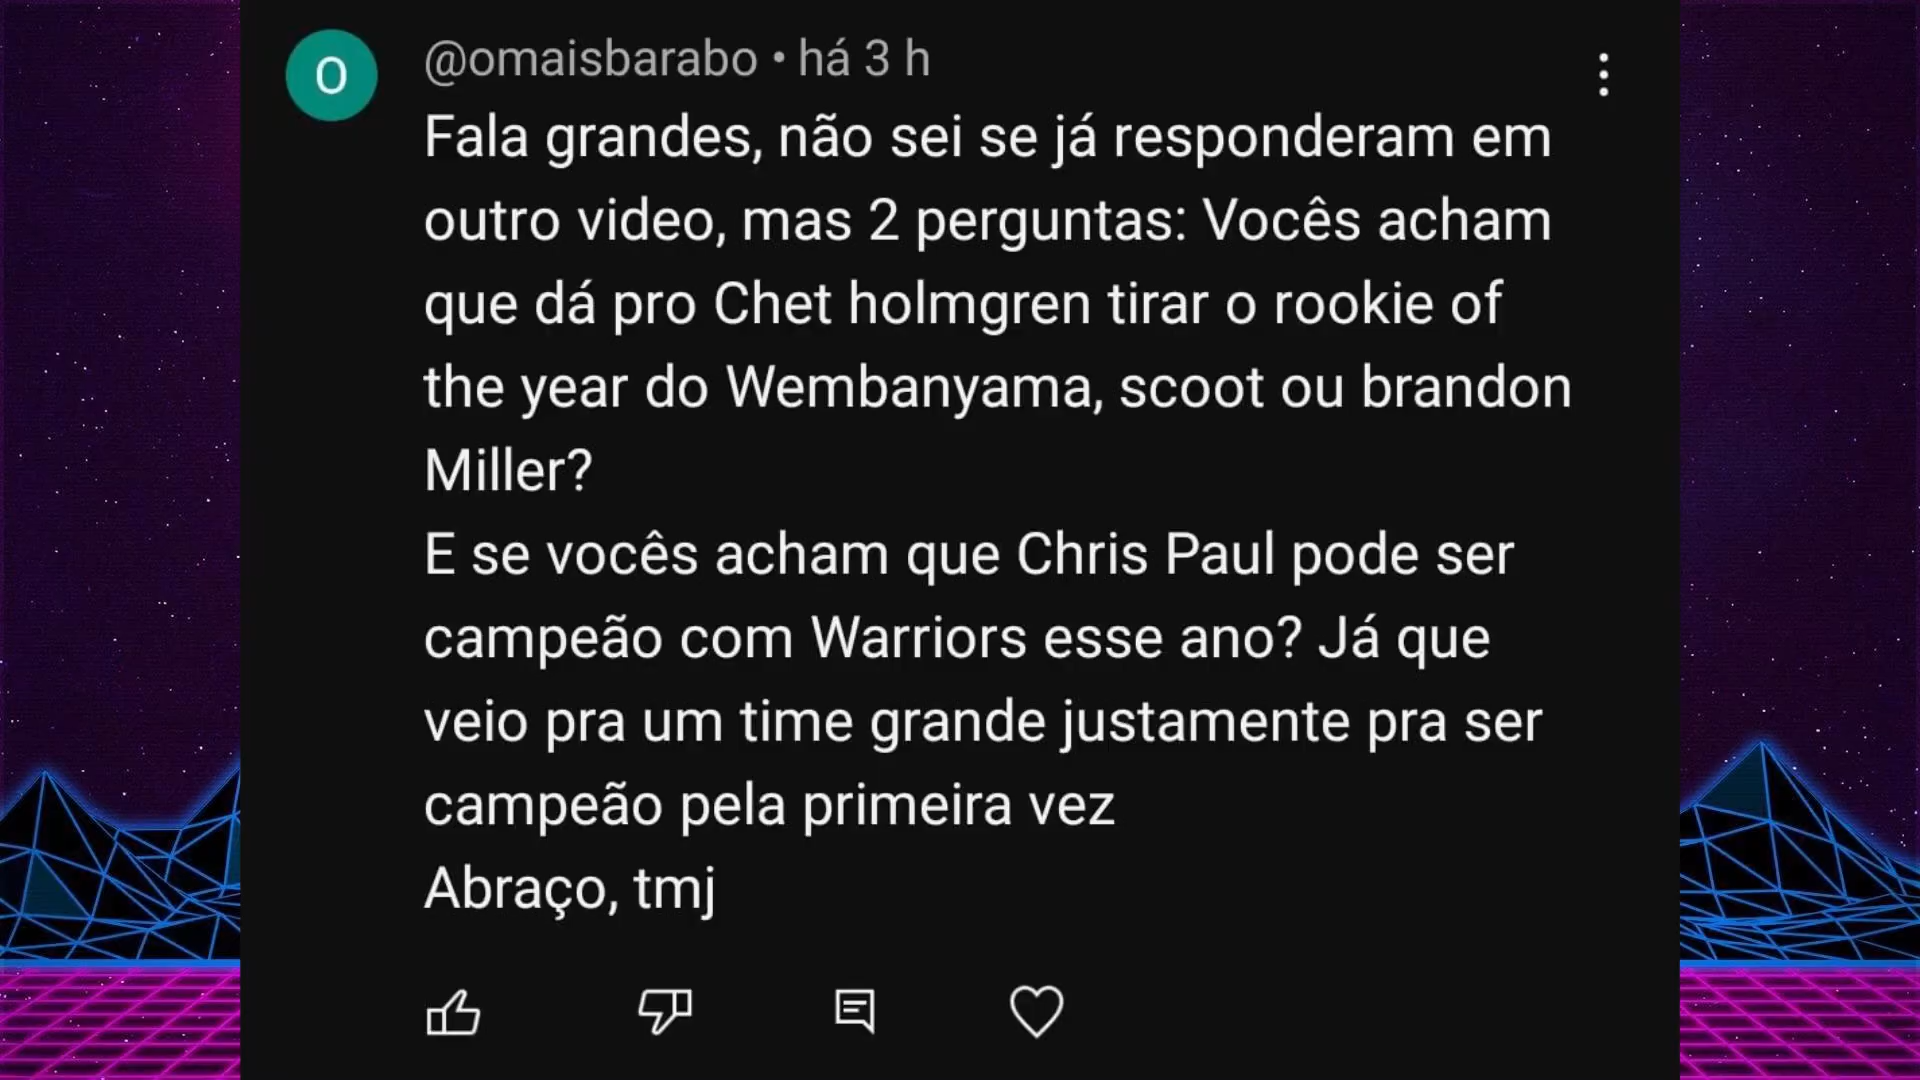 O
@omaisbarabo • há 3 h
Fala grandes, não sei se já responderam em
outro video, mas 2 perguntas: Vocês acham
que dá pro Chet holmgren tirar o rookie of
the year do Wembanyama, scoot ou brandon
Miller?
E se vocês acham que Chris Paul pode ser
campeão com Warriors esse ano? Já que
veio pra um time grande justamente pra ser
campeão pela primeira vez
Abraço, tmj